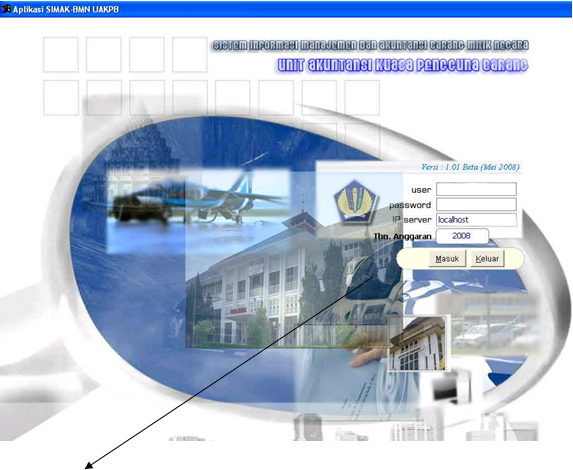 Aplikasi SIMAK-BMN UAKPB
SISTEM INFORMASI MANAJEMEN DAN AKUNTANSI BARANG MILIK NEGARA
UNIT AKUNTANSI KUASA PENGGUNA BARANG
Versi : 1.01 Beta (Mei 2008)
user
password
IP server localhost
Thn. Anggaran 2008
Masuk Keluar